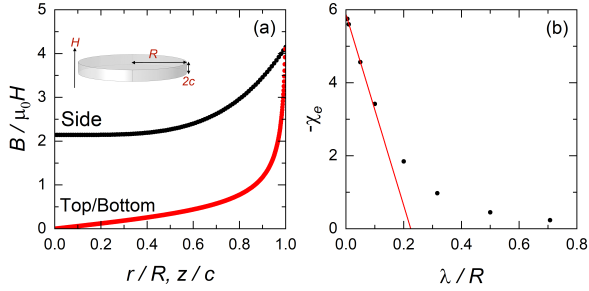 (a)
H
R
2c
Side
Top/Bottom
B / μ₀H
5
4
3
2
1
0
0.0 0.2 0.4 0.6 0.8 1.0
r / R, z / c
(b)
-χₑ
6
4
2
0
0.0 0.2 0.4 0.6 0.8
λ / R